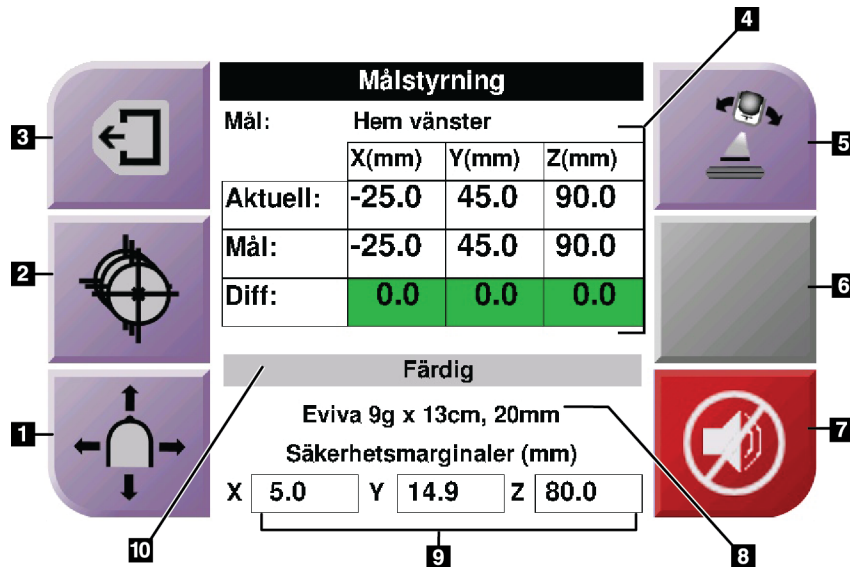 4
Målstyrning
3
Mål: Hem vänster
5
X(mm) Y(mm) Z(mm)
Aktuell: -25.0 45.0 90.0
2
Mål: -25.0 45.0 90.0
6
Diff: 0.0 0.0 0.0
Färdig
1
Eviva 9g x 13cm, 20mm
7
Säkerhetsmarginaler (mm)
X 5.0 Y 14.9 Z 80.0
10
9
8